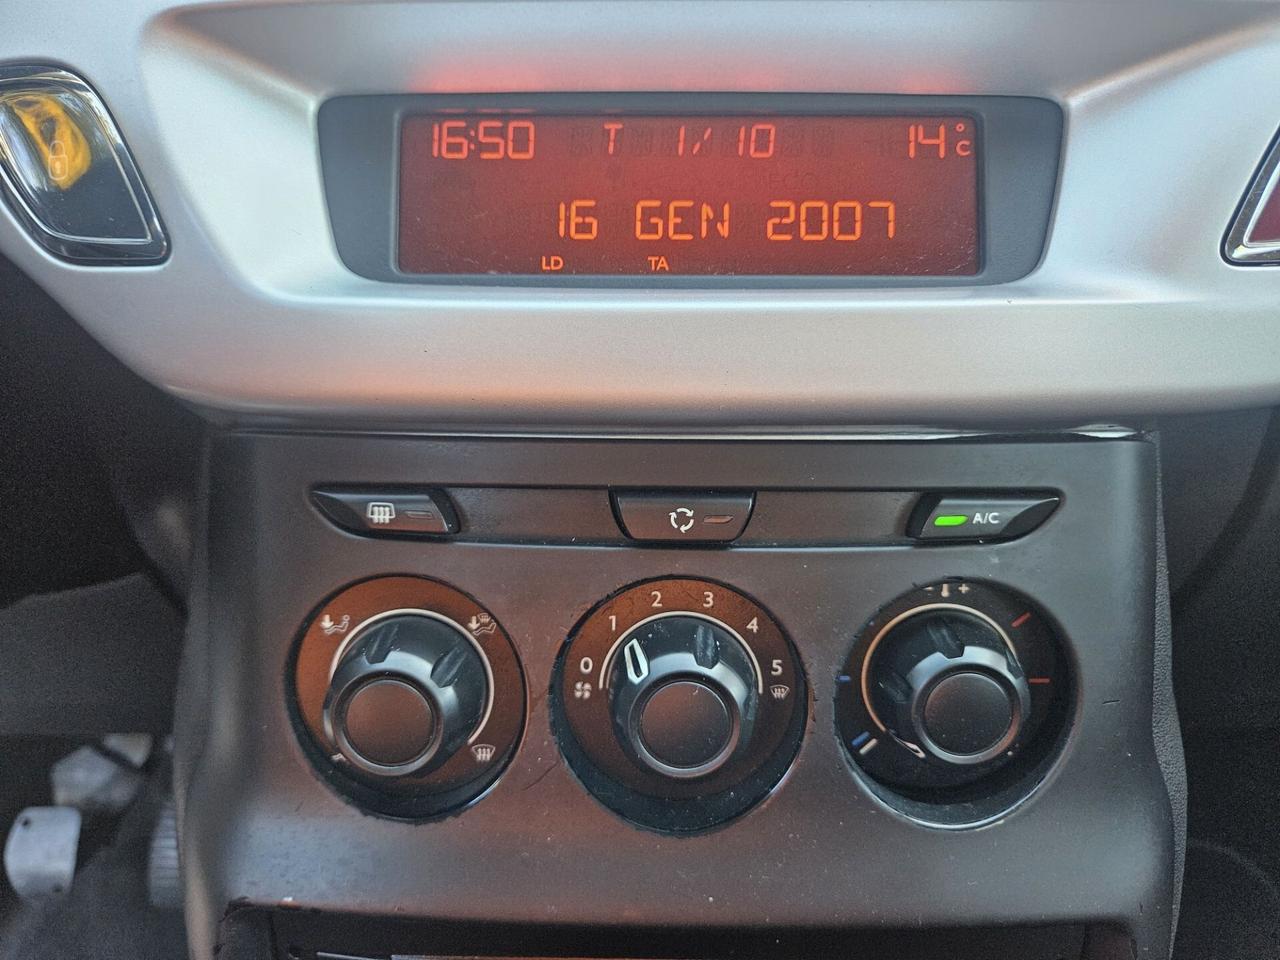 16:50 T 1/10 14°C
16 GEN 2007
LD TA
A/C
0 1 2 3 4 5
- +